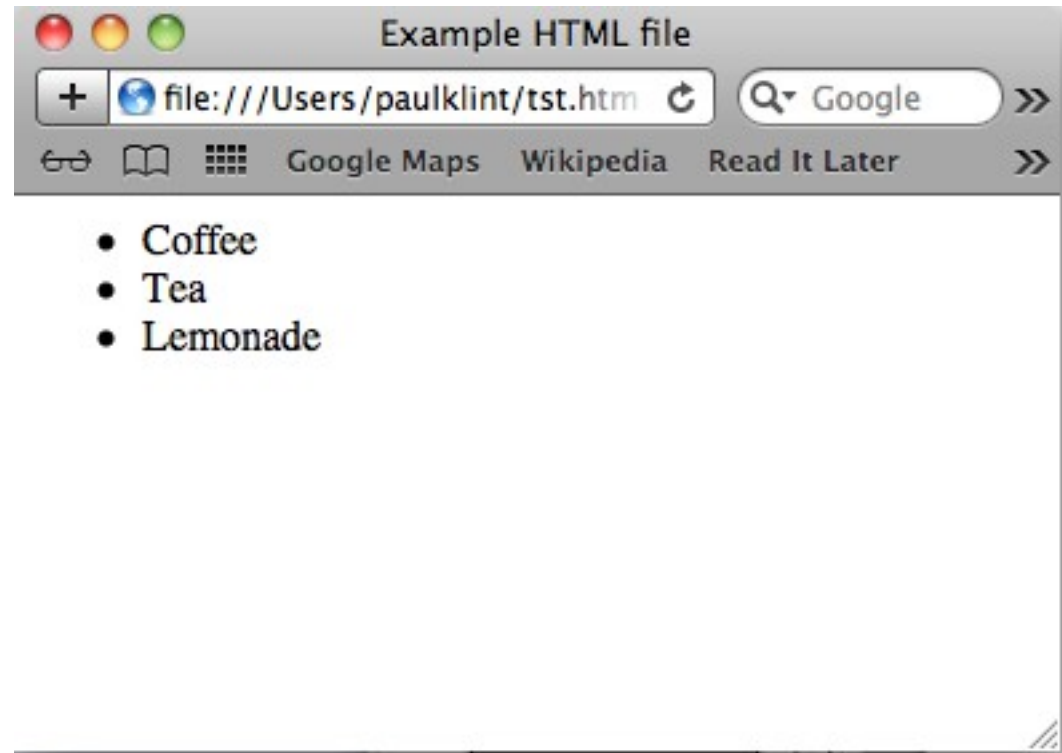 Example HTML file
+ file:///Users/paulklint/tst.htm Google »
Google Maps Wikipedia Read It Later »
• Coffee
• Tea
• Lemonade